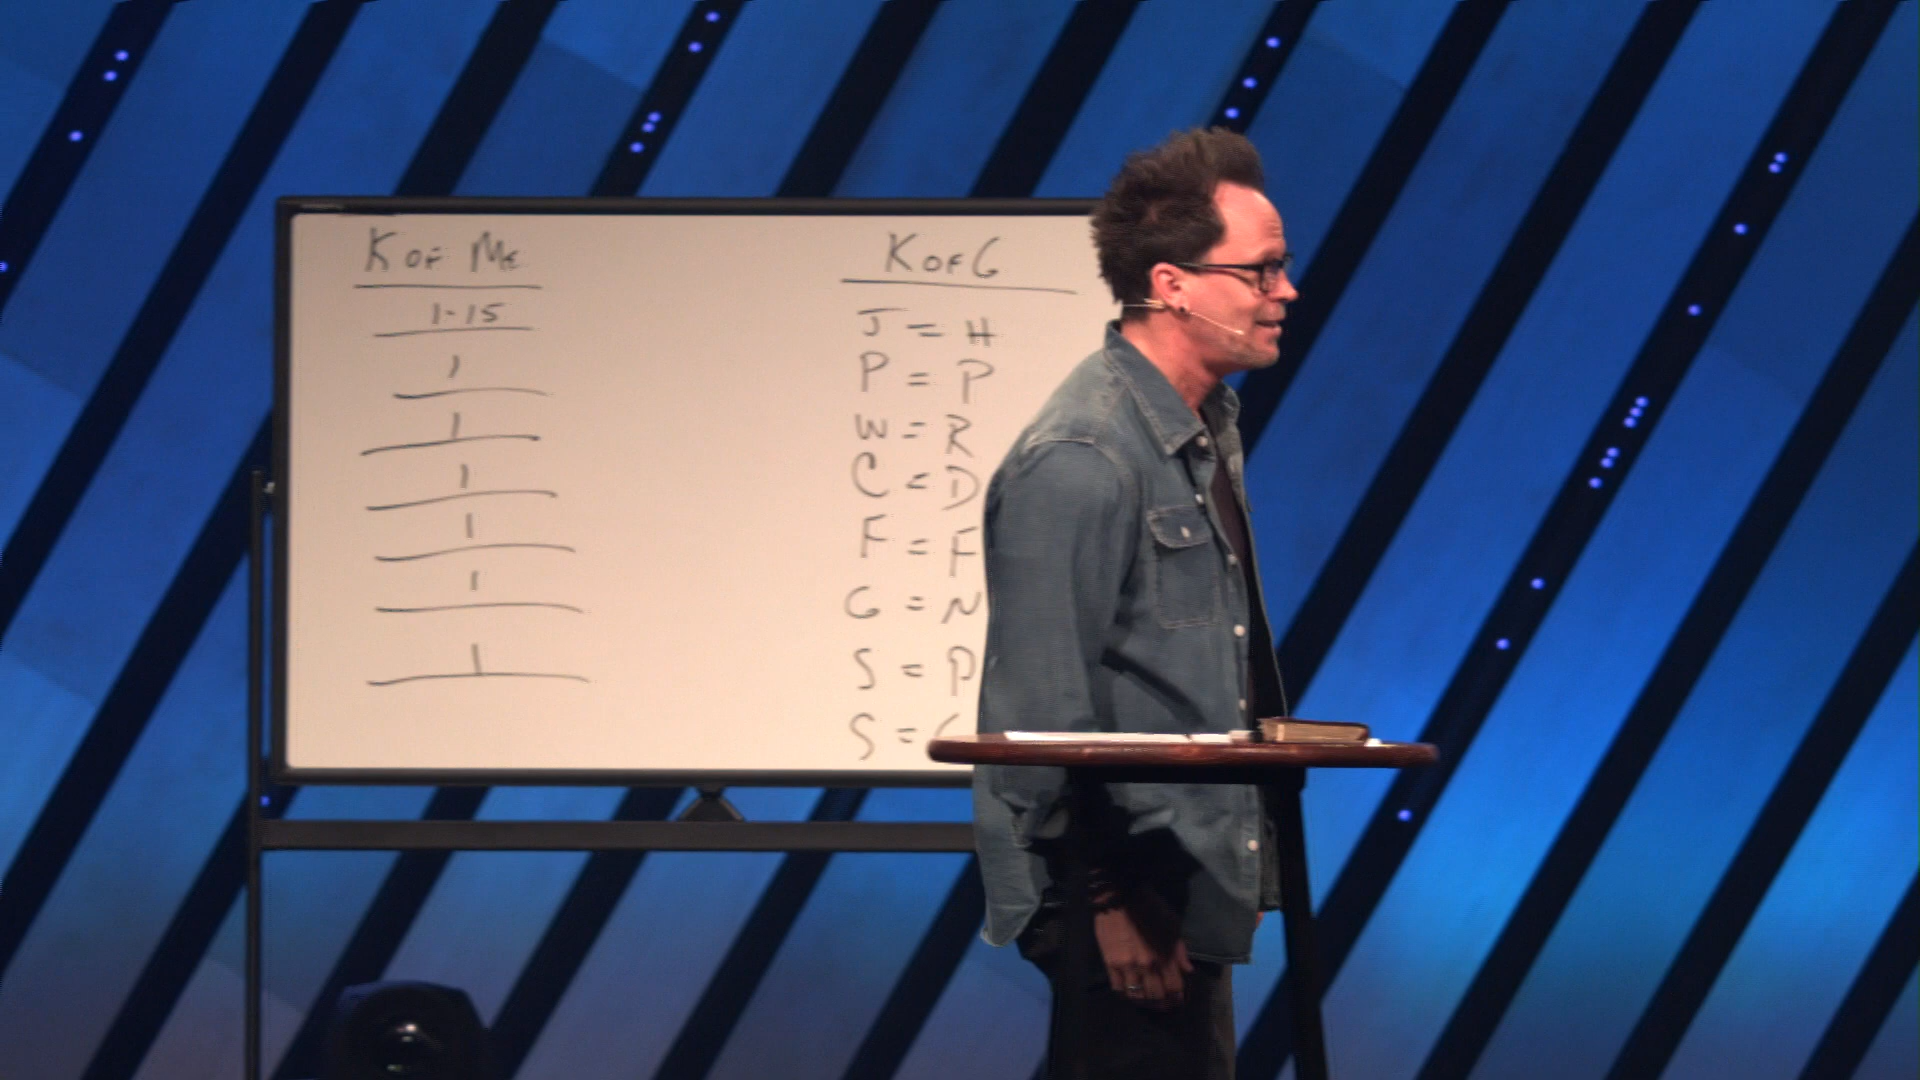 K OF ME
1-15
1
1
1
1
1
1
K OF G
J = H
P = P
W = R
C = D
F = F
G = N
S = P
S =